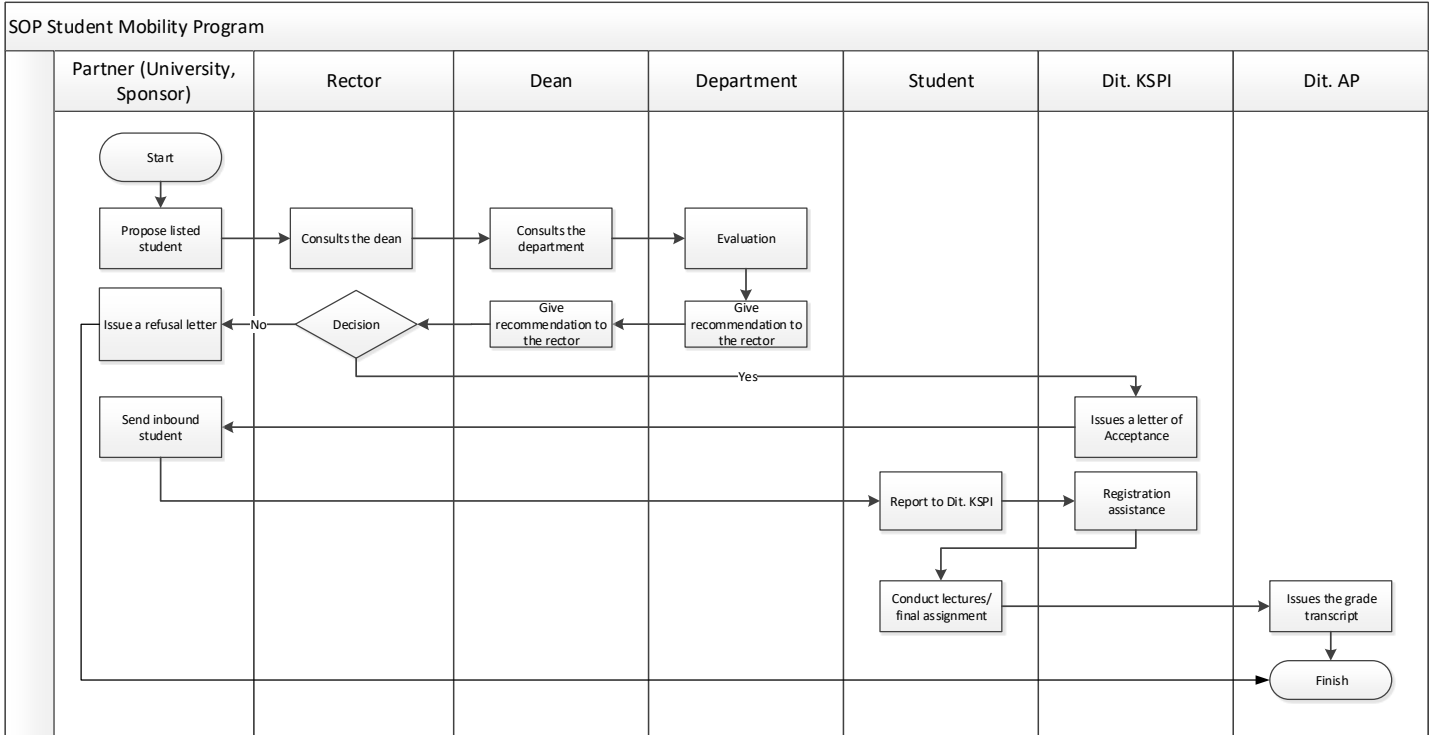 SOP Student Mobility Program
Partner (University,
Sponsor)
Rector
Dean
Department
Student
Dit. KSPI
Dit. AP
Start
Propose listed
student
Consults the dean
Consults the
department
Evaluation
Issue a refusal letter
No
Decision
Give
recommendation to
the rector
Give
recommendation to
the rector
Yes
Send inbound
student
Issues a letter of
Acceptance
Report to Dit. KSPI
Registration
assistance
Conduct lectures/
final assignment
Issues the grade
transcript
Finish